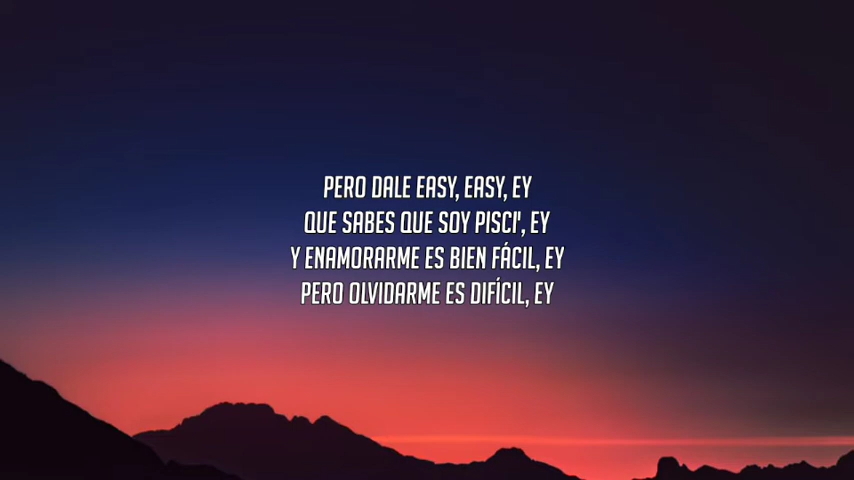 PERO DALE EASY, EASY, EY
QUE SABES QUE SOY PISCI', EY
Y ENAMORARME ES BIEN FÁCIL, EY
PERO OLVIDARME ES DIFÍCIL, EY